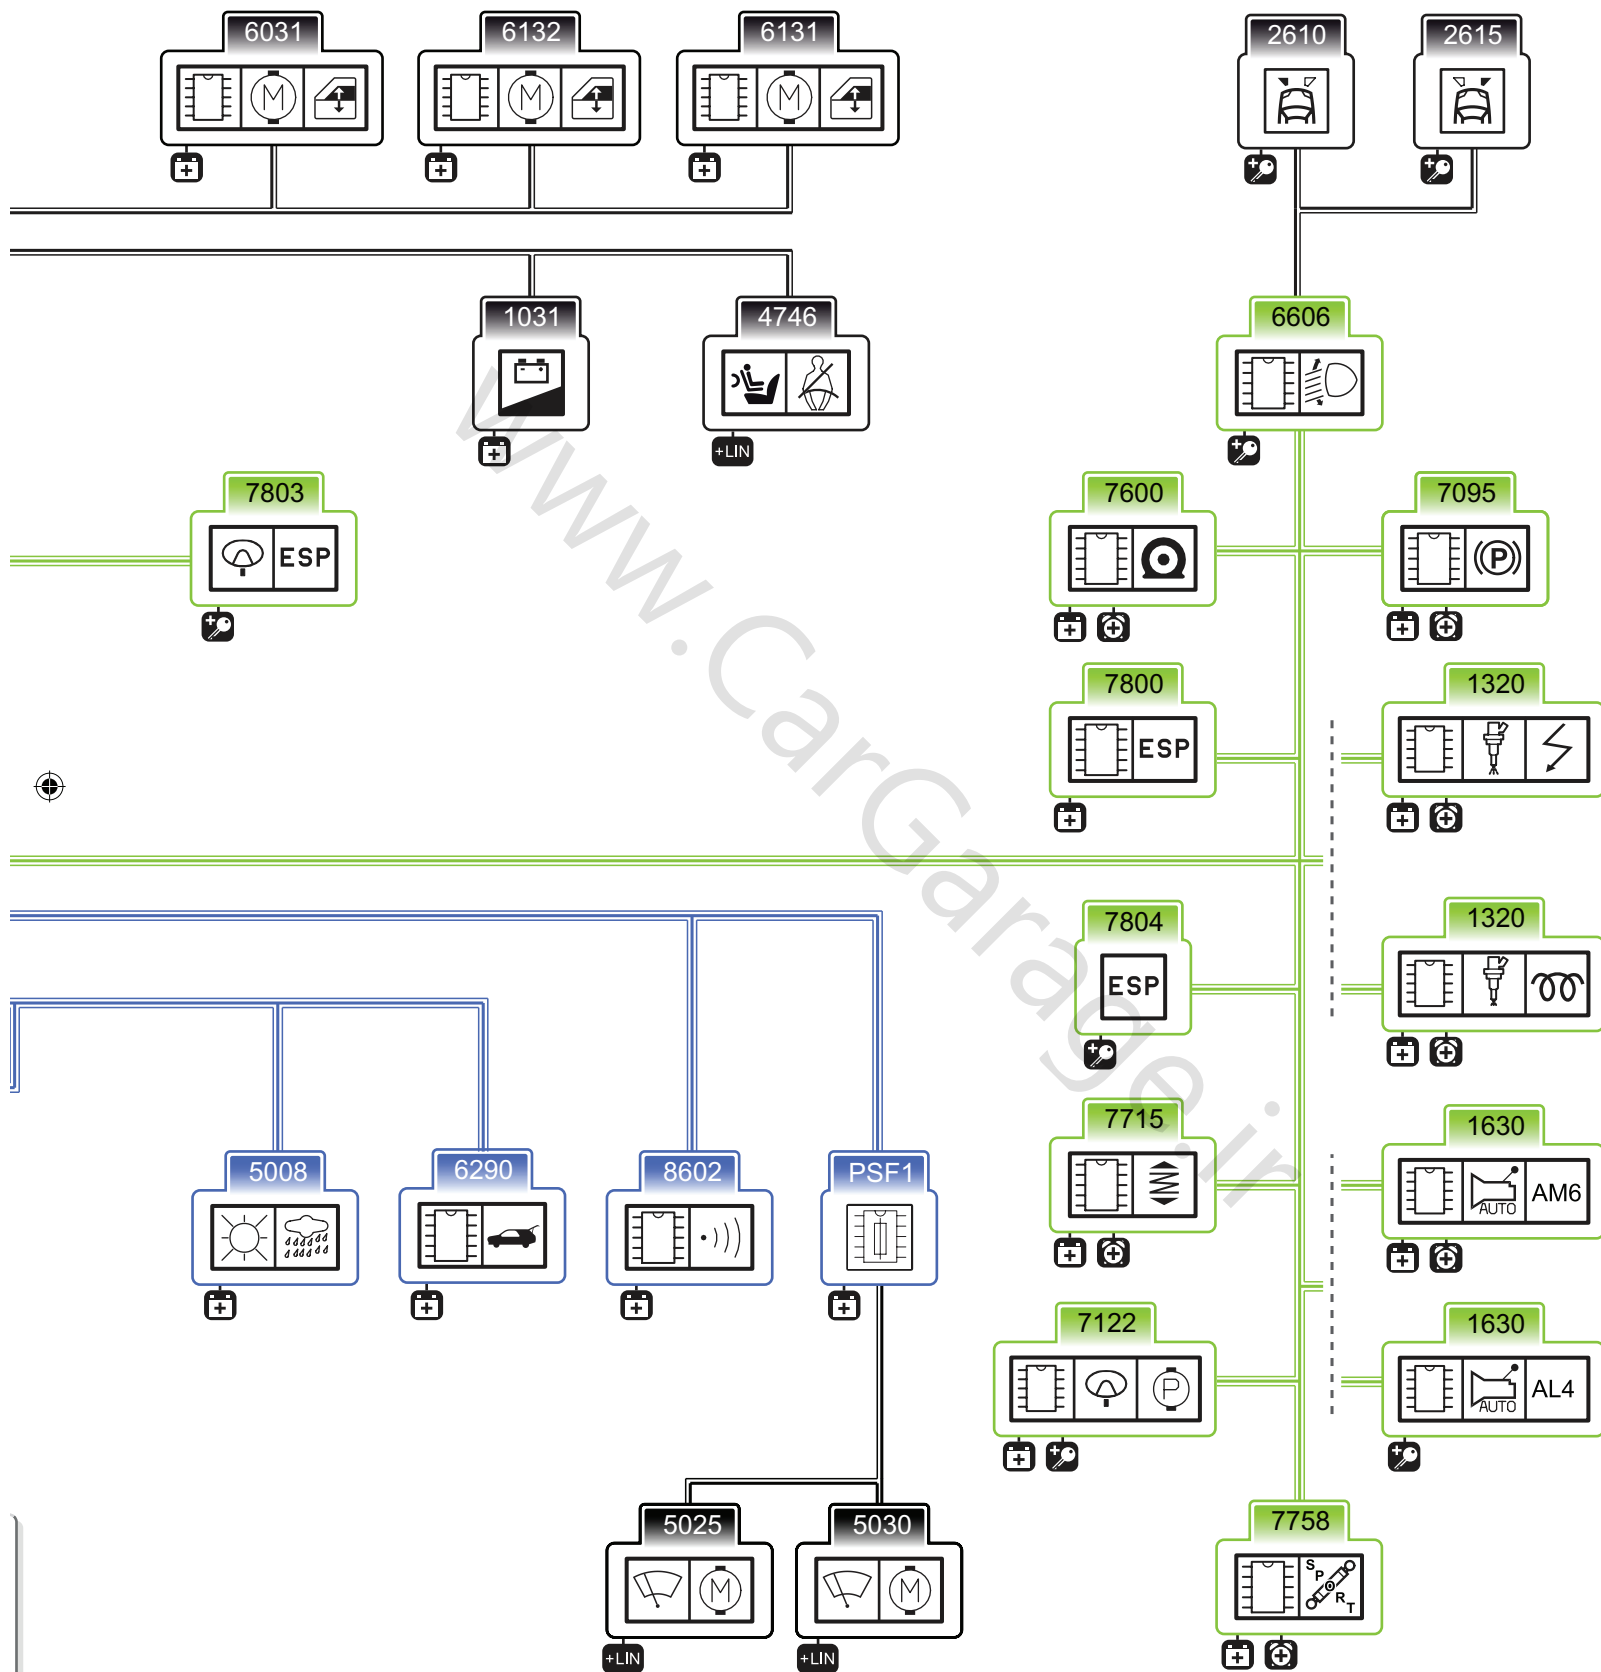 6031 6132 6131 2610 2615
M M M
1031 4746 6606
+LIN
7803 7600 7095
ESP P
7800 1320
ESP
7804 1320
ESP
7715 1630
AUTO AM6
5008 6290 8602 PSF1
7122 1630
P AUTO AL4
5025 5030 7758
M M S P O R T
+LIN +LIN
www.CarGarage.ir